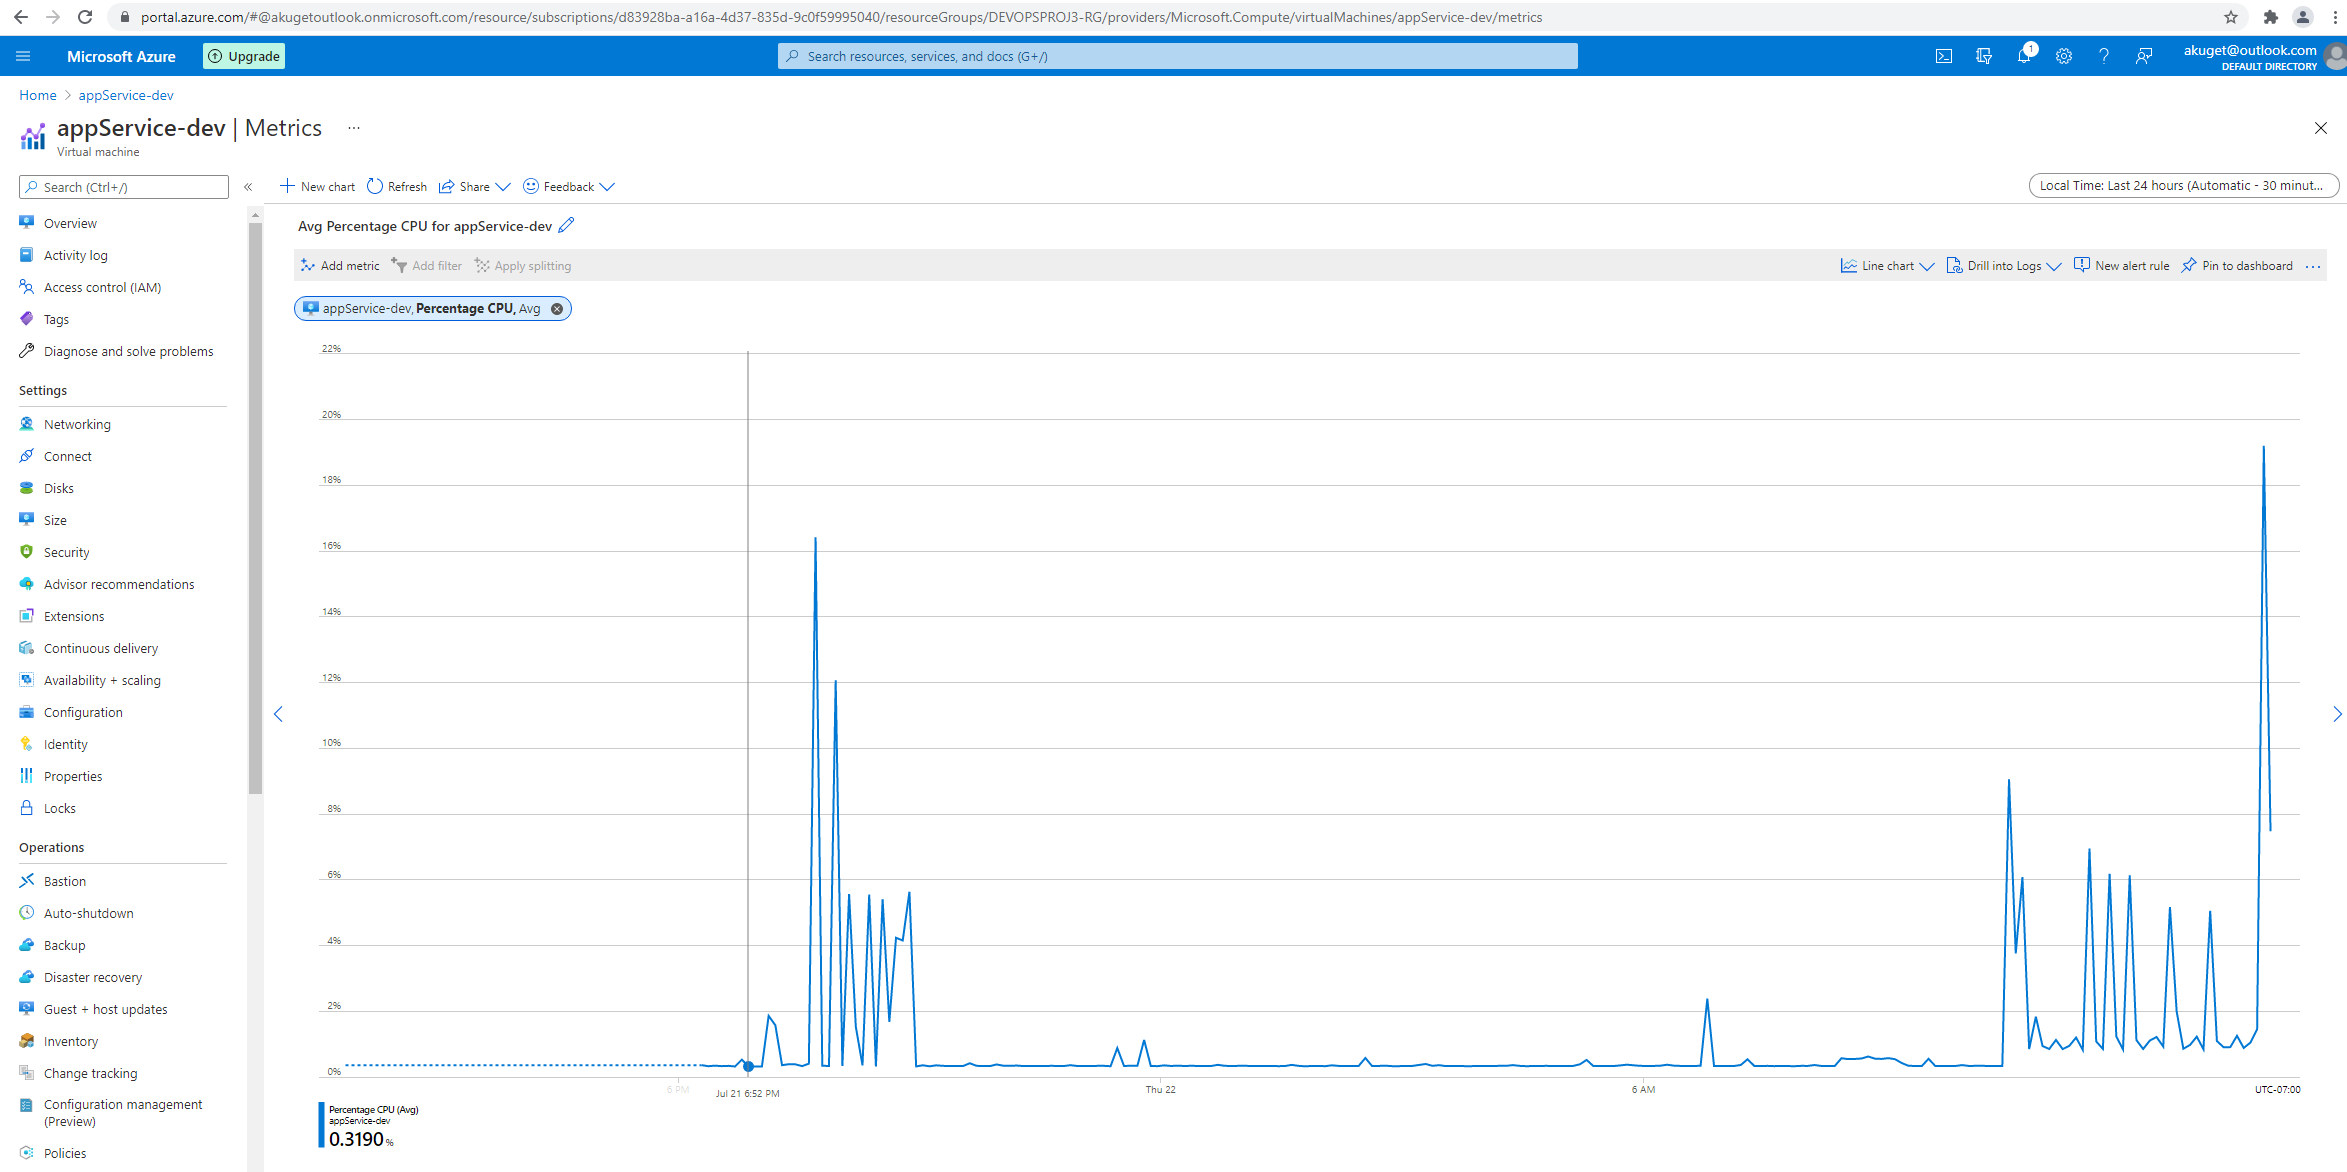 portal.azure.com/#@akugetoutlook.onmicrosoft.com/resource/subscriptions/d83928ba-a16a-4d37-835d-9c0f59995040/resourceGroups/DEVOPSPROJ3-RG/providers/Microsoft.Compute/virtualMachines/appService-dev/metrics
Microsoft Azure
Upgrade
Search resources, services, and docs (G+/)
1
akuget@outlook.com
DEFAULT DIRECTORY
Home > appService-dev
appService-dev | Metrics ...
Virtual machine
Search (Ctrl+/)
«
New chart
Refresh
Share
Feedback
Local Time: Last 24 hours (Automatic - 30 minut...
Overview
Activity log
Access control (IAM)
Tags
Diagnose and solve problems
Settings
Networking
Connect
Disks
Size
Security
Advisor recommendations
Extensions
Continuous delivery
Availability + scaling
Configuration
Identity
Properties
Locks
Operations
Bastion
Auto-shutdown
Backup
Disaster recovery
Guest + host updates
Inventory
Change tracking
Configuration management
(Preview)
Policies
Avg Percentage CPU for appService-dev
Add metric
Add filter
Apply splitting
Line chart
Drill into Logs
New alert rule
Pin to dashboard
...
appService-dev, Percentage CPU, Avg
22%
20%
18%
16%
14%
12%
10%
8%
6%
4%
2%
0%
6 PM
Jul 21 6:52 PM
Thu 22
6 AM
UTC-07:00
Percentage CPU (Avg)
appService-dev
0.3190 %